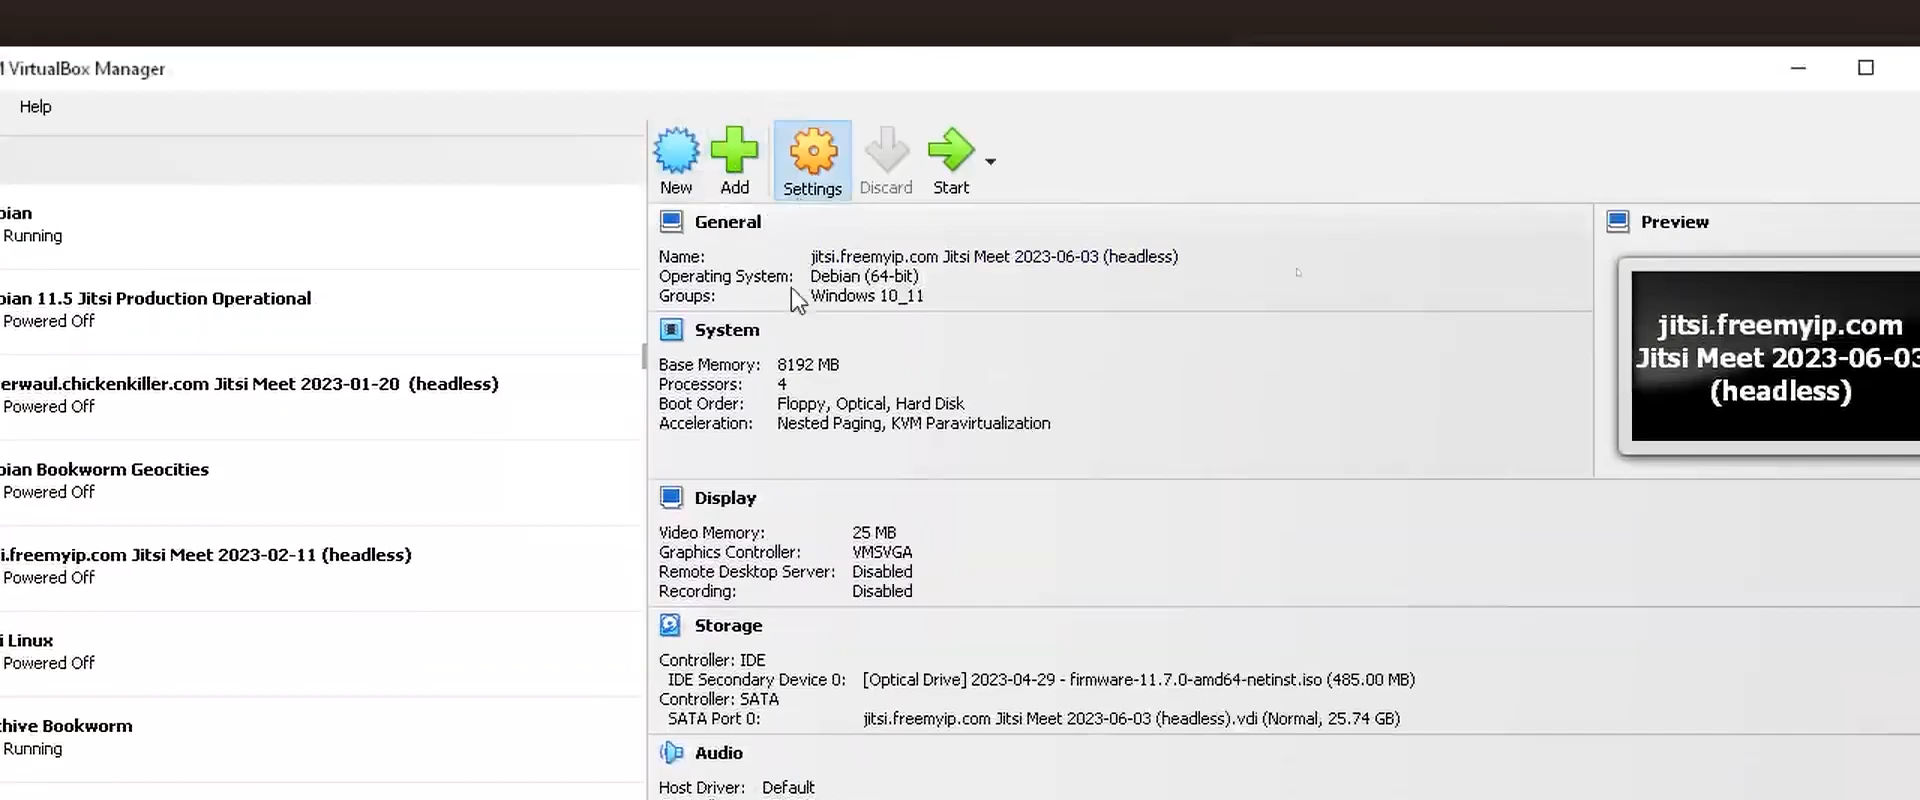 VirtualBox Manager
Help
New Add Settings Discard Start
bian
Running
bian 11.5 Jitsi Production Operational
Powered Off
erwaul.chickenkiller.com Jitsi Meet 2023-01-20 (headless)
Powered Off
bian Bookworm Geocities
Powered Off
i.freemyip.com Jitsi Meet 2023-02-11 (headless)
Powered Off
i Linux
Powered Off
chive Bookworm
Running
General
Name: jitsi.freemyip.com Jitsi Meet 2023-06-03 (headless)
Operating System: Debian (64-bit)
Groups: Windows 10_11
System
Base Memory: 8192 MB
Processors: 4
Boot Order: Floppy, Optical, Hard Disk
Acceleration: Nested Paging, KVM Paravirtualization
Display
Video Memory: 25 MB
Graphics Controller: VMSVGA
Remote Desktop Server: Disabled
Recording: Disabled
Storage
Controller: IDE
IDE Secondary Device 0: [Optical Drive] 2023-04-29 - firmware-11.7.0-amd64-netinst.iso (485.00 MB)
Controller: SATA
SATA Port 0: jitsi.freemyip.com Jitsi Meet 2023-06-03 (headless).vdi (Normal, 25.74 GB)
Audio
Host Driver: Default
Preview
jitsi.freemyip.com
Jitsi Meet 2023-06-03
(headless)